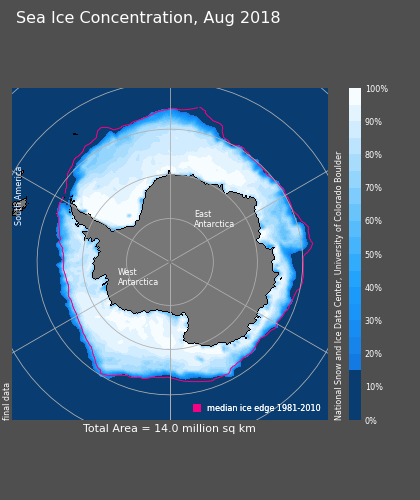 Sea Ice Concentration, Aug 2018
South America
East
Antarctica
West
Antarctica
final data
median ice edge 1981-2010
Total Area = 14.0 million sq km
National Snow and Ice Data Center, University of Colorado Boulder
100%
90%
80%
70%
60%
50%
40%
30%
20%
10%
0%